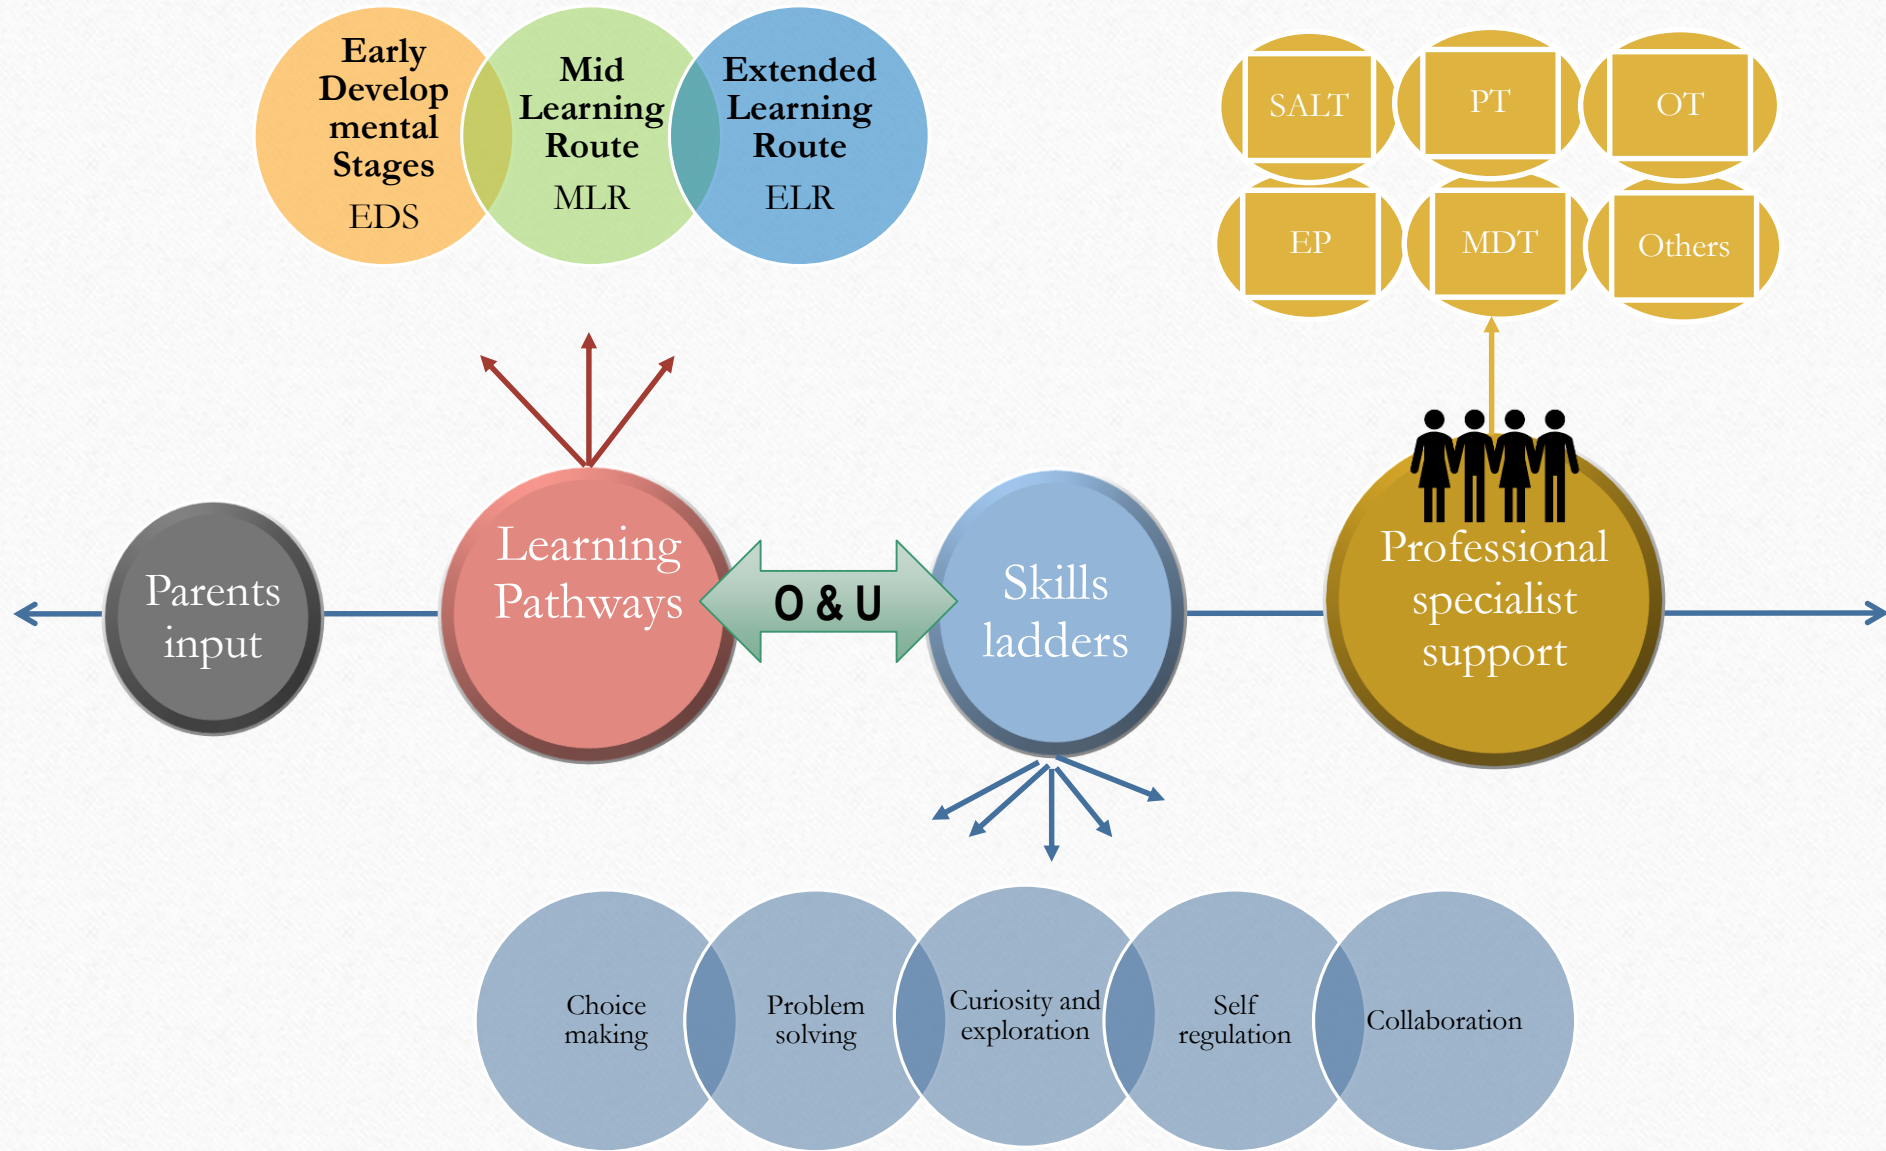 Early
Develop
mental
Stages
EDS
Mid
Learning
Route
MLR
Extended
Learning
Route
ELR
SALT
PT
OT
EP
MDT
Others
Parents
input
Learning
Pathways
O & U
Skills
ladders
Professional
specialist
support
Choice
making
Problem
solving
Curiosity and
exploration
Self
regulation
Collaboration